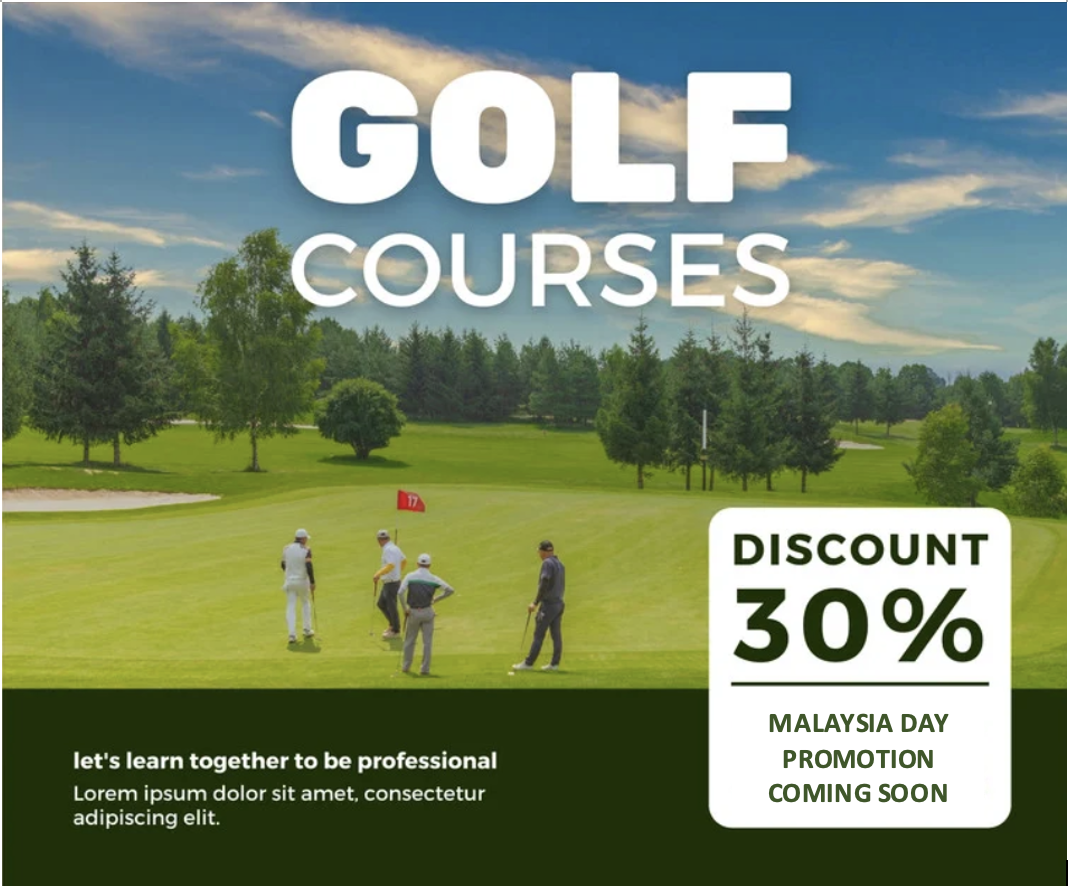 GOLF
COURSES
17
DISCOUNT
30%
MALAYSIA DAY
PROMOTION
COMING SOON
let's learn together to be professional
Lorem ipsum dolor sit amet, consectetur
adipiscing elit.